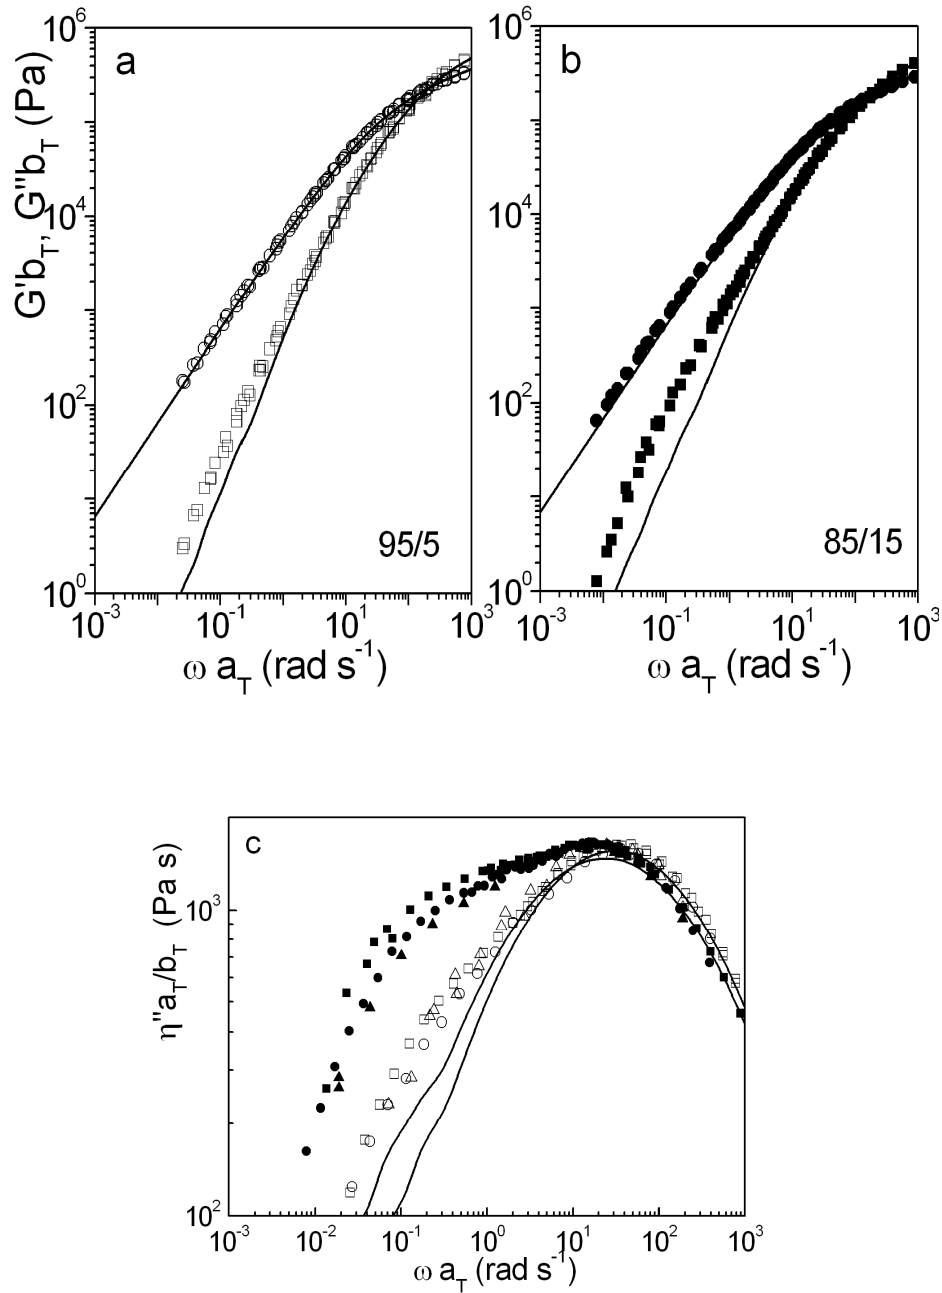 a
G'b_T, G''b_T (Pa)
10^6
10^4
10^2
10^0
95/5
10^-3 10^-1 10^1 10^3
ω a_T (rad s^-1)
b
10^6
10^4
10^2
10^0
85/15
10^-3 10^-1 10^1 10^3
ω a_T (rad s^-1)
c
η''a_T/b_T (Pa s)
10^3
10^2
10^-3 10^-2 10^-1 10^0 10^1 10^2 10^3
ω a_T (rad s^-1)